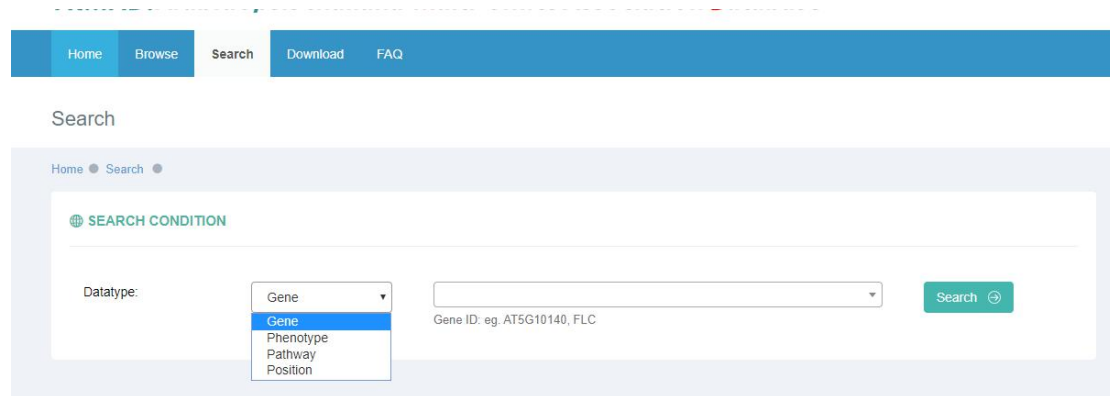 Home Browse Search Download FAQ
Search
Home Search
SEARCH CONDITION
Datatype:
Gene
Search
Gene
Phenotype
Pathway
Position
Gene ID: eg. AT5G10140, FLC